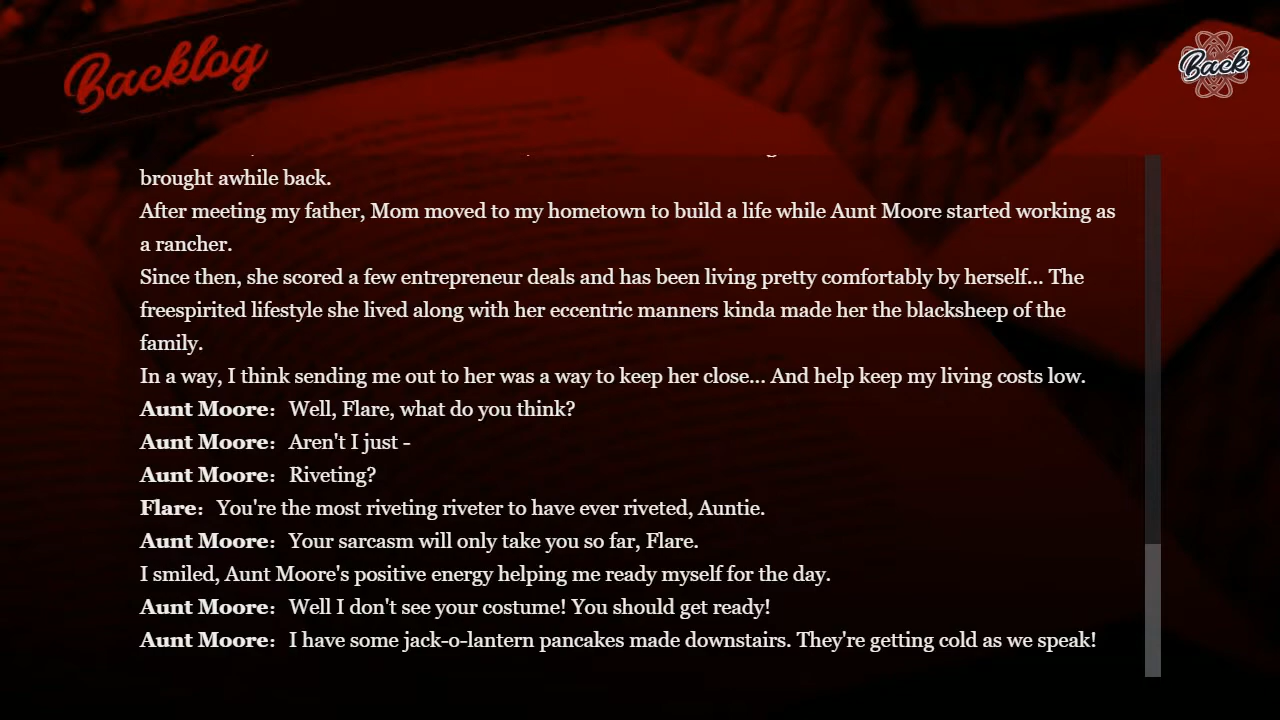 Backlog
Back
brought awhile back.
After meeting my father, Mom moved to my hometown to build a life while Aunt Moore started working as
a rancher.
Since then, she scored a few entrepreneur deals and has been living pretty comfortably by herself... The
freespirited lifestyle she lived along with her eccentric manners kinda made her the blacksheep of the
family.
In a way, I think sending me out to her was a way to keep her close... And help keep my living costs low.
Aunt Moore: Well, Flare, what do you think?
Aunt Moore: Aren't I just -
Aunt Moore: Riveting?
Flare: You're the most riveting riveter to have ever riveted, Auntie.
Aunt Moore: Your sarcasm will only take you so far, Flare.
I smiled, Aunt Moore's positive energy helping me ready myself for the day.
Aunt Moore: Well I don't see your costume! You should get ready!
Aunt Moore: I have some jack-o-lantern pancakes made downstairs. They're getting cold as we speak!